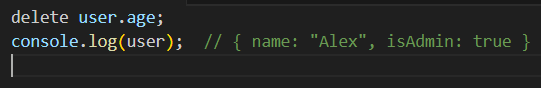 delete user.age;
console.log(user);  // { name: "Alex", isAdmin: true }